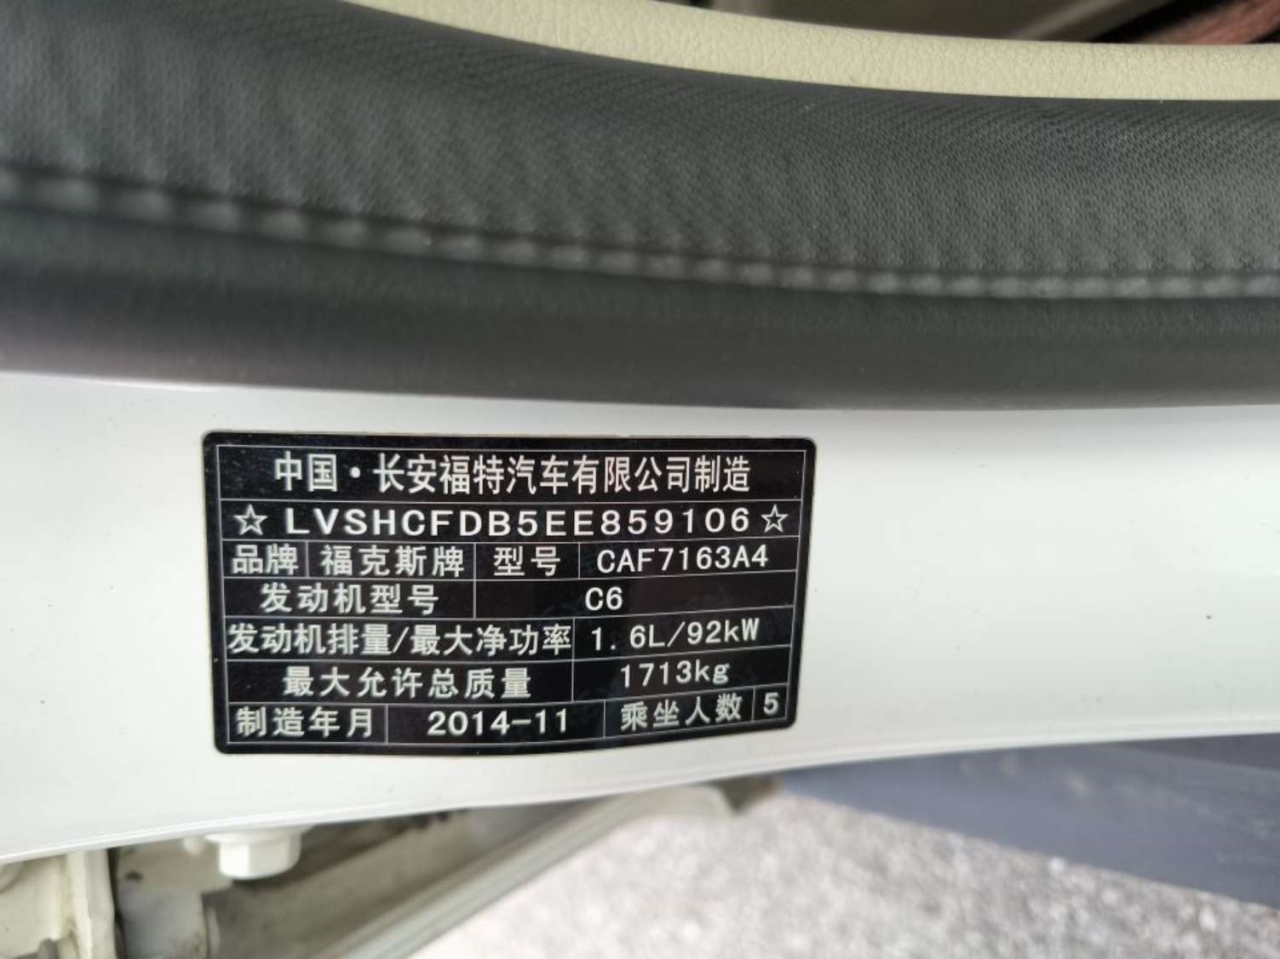 中国·长安福特汽车有限公司制造
☆LVSHCFDB5EE859106☆
品牌 福克斯牌 型号 CAF7163A4
发动机型号 C6
发动机排量/最大净功率 1.6L/92kW
最大允许总质量 1713kg
制造年月 2014-11 乘坐人数 5